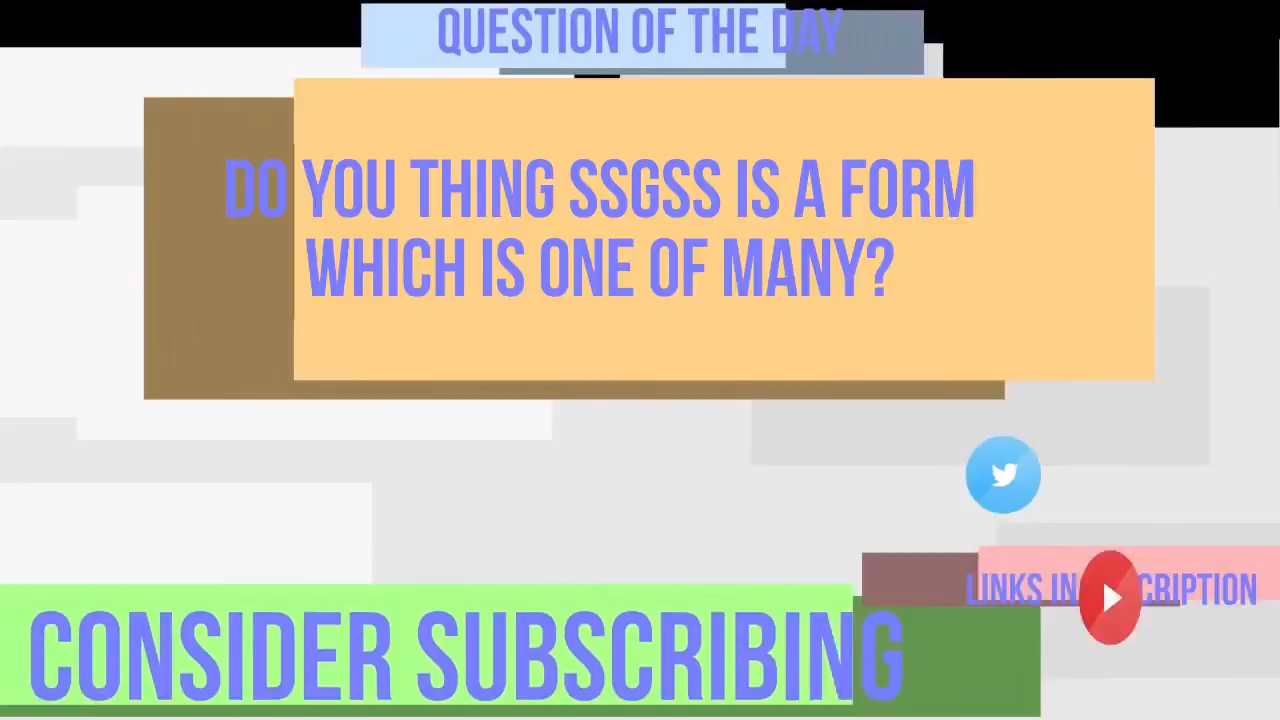 QUESTION OF THE DAY
DO YOU THING SSGSS IS A FORM
WHICH IS ONE OF MANY?
LINKS IN CRIPTION
CONSIDER SUBSCRIBING